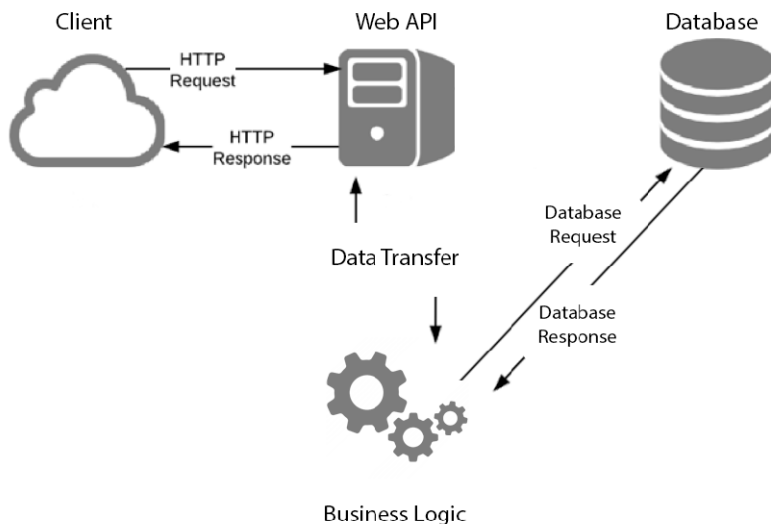 Client
Web API
Database
HTTP
Request
HTTP
Response
Database
Request
Data Transfer
Database
Response
Business Logic